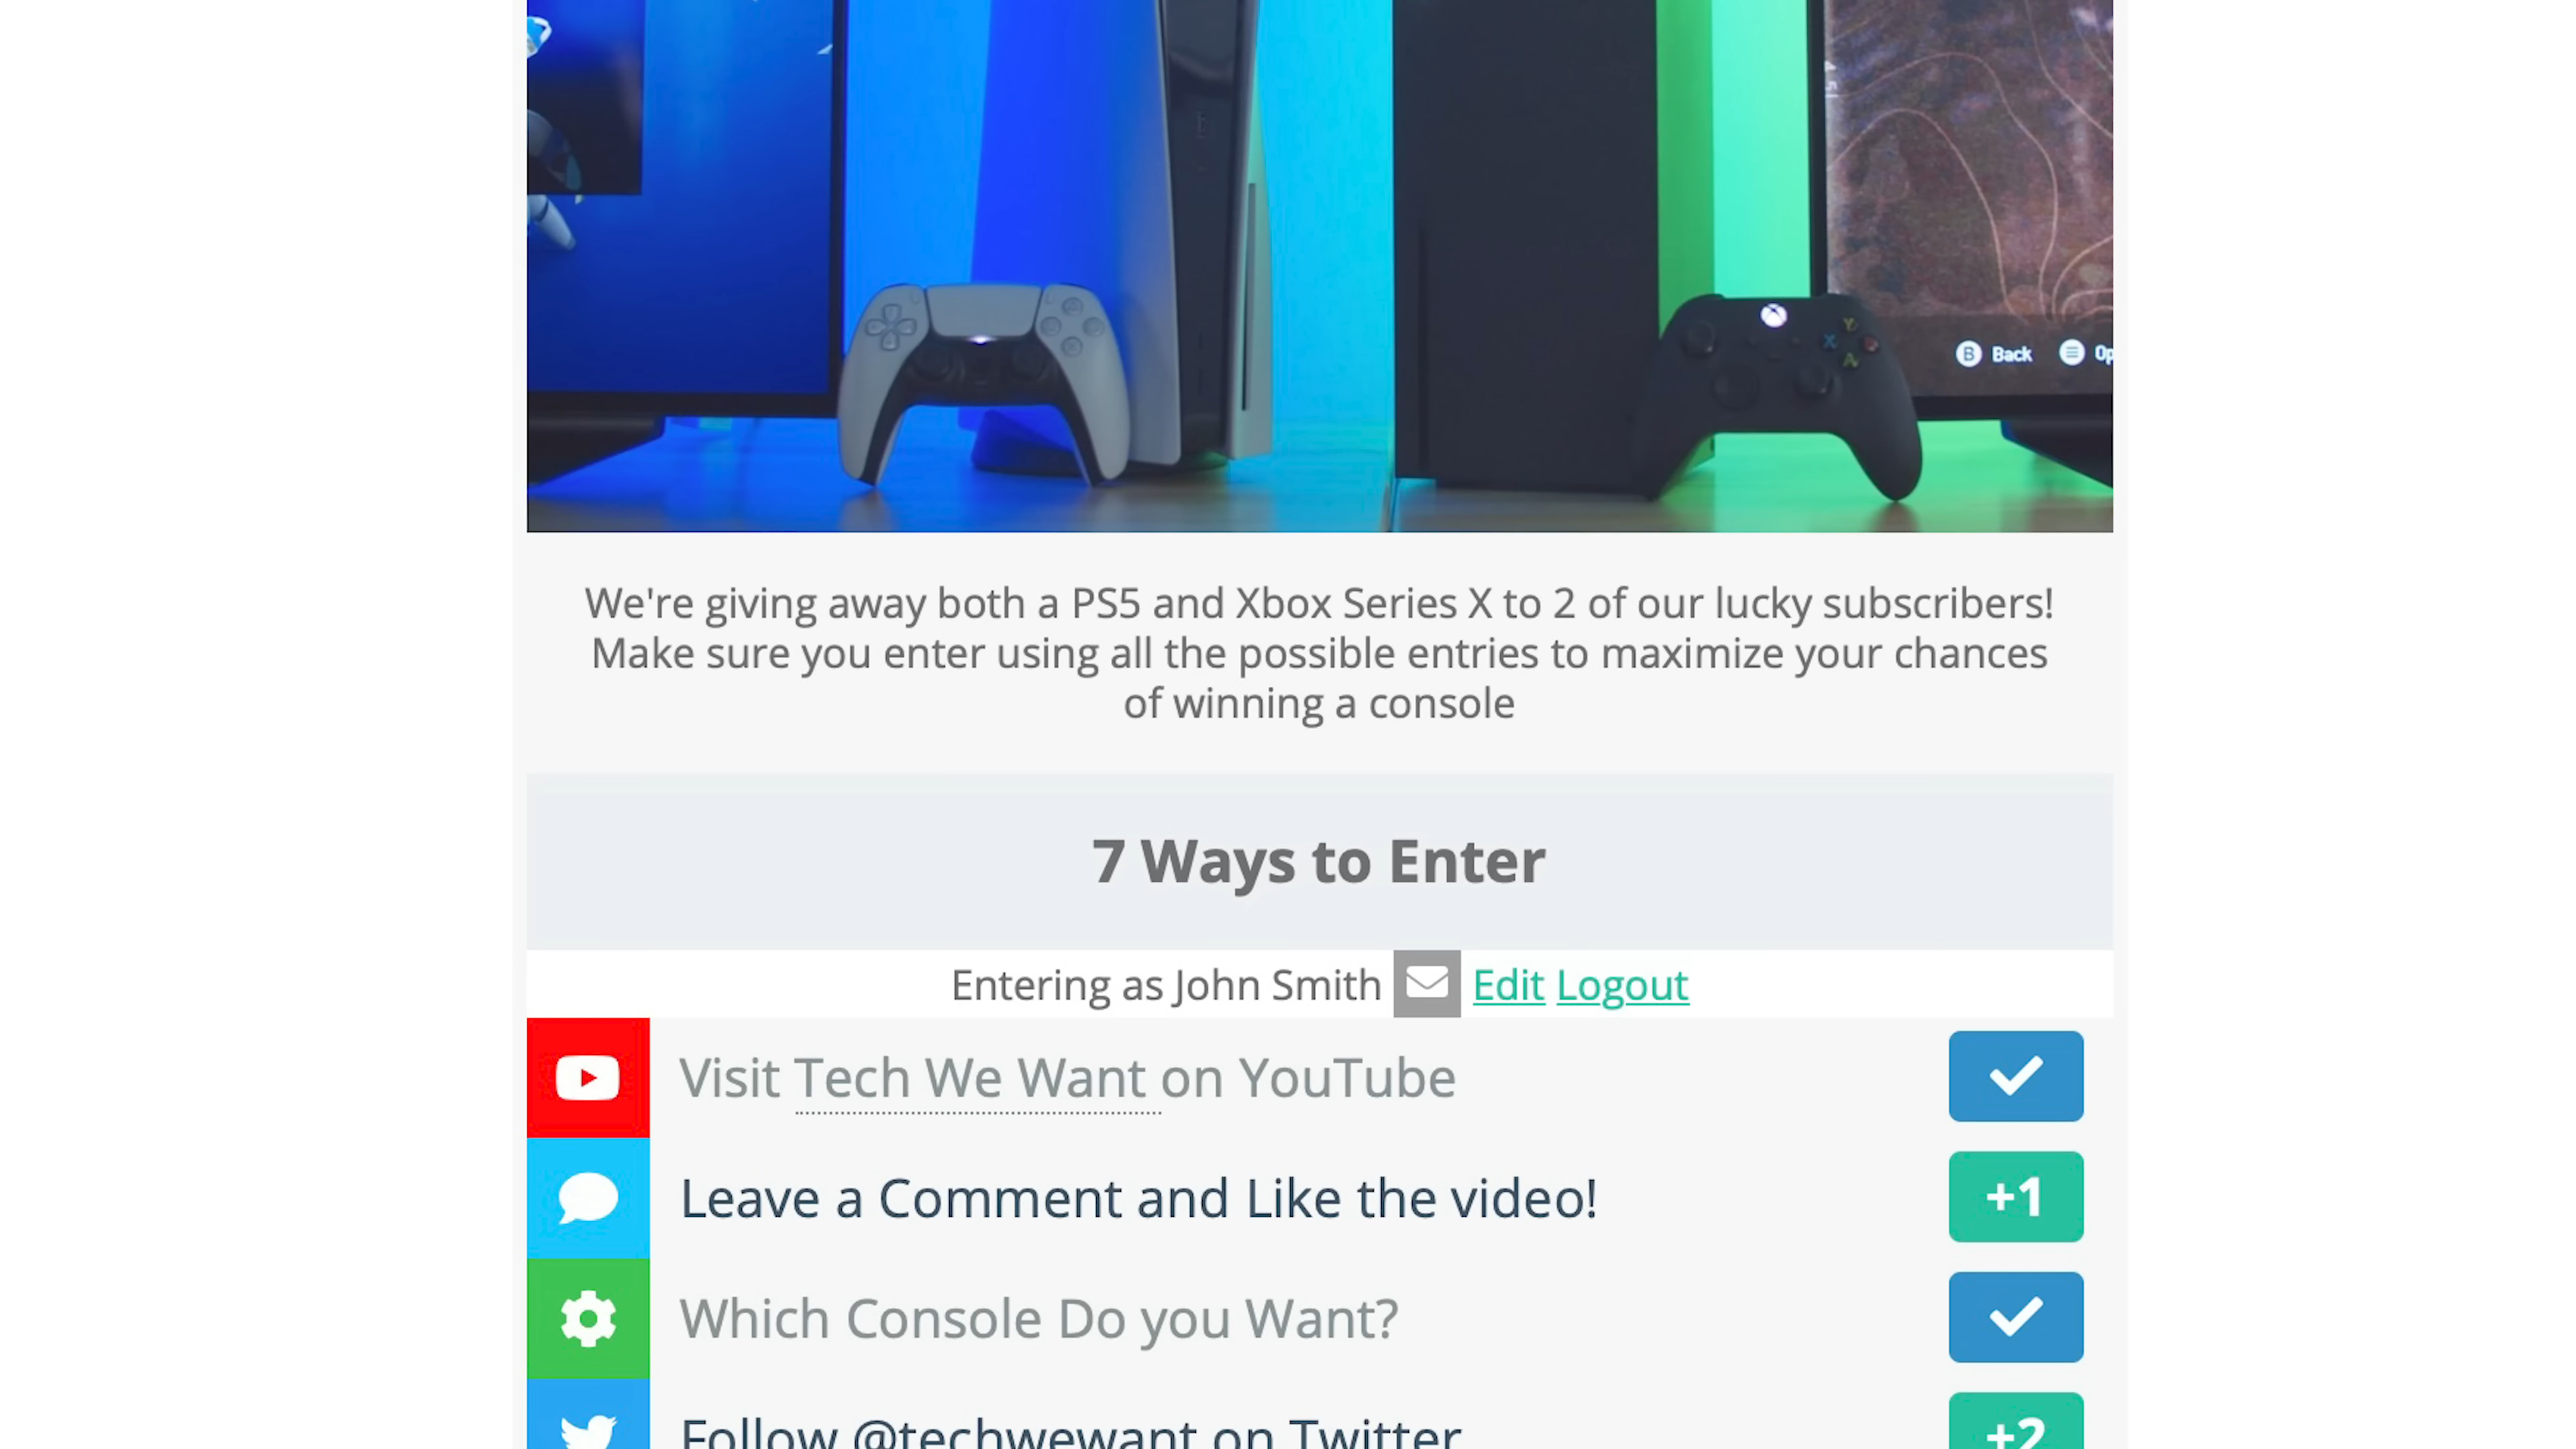 B Back
Y
X
A
We're giving away both a PS5 and Xbox Series X to 2 of our lucky subscribers!
Make sure you enter using all the possible entries to maximize your chances
of winning a console
7 Ways to Enter
Entering as John Smith Edit Logout
Visit Tech We Want on YouTube
Leave a Comment and Like the video! +1
Which Console Do you Want?
Follow @techwewant on Twitter +2